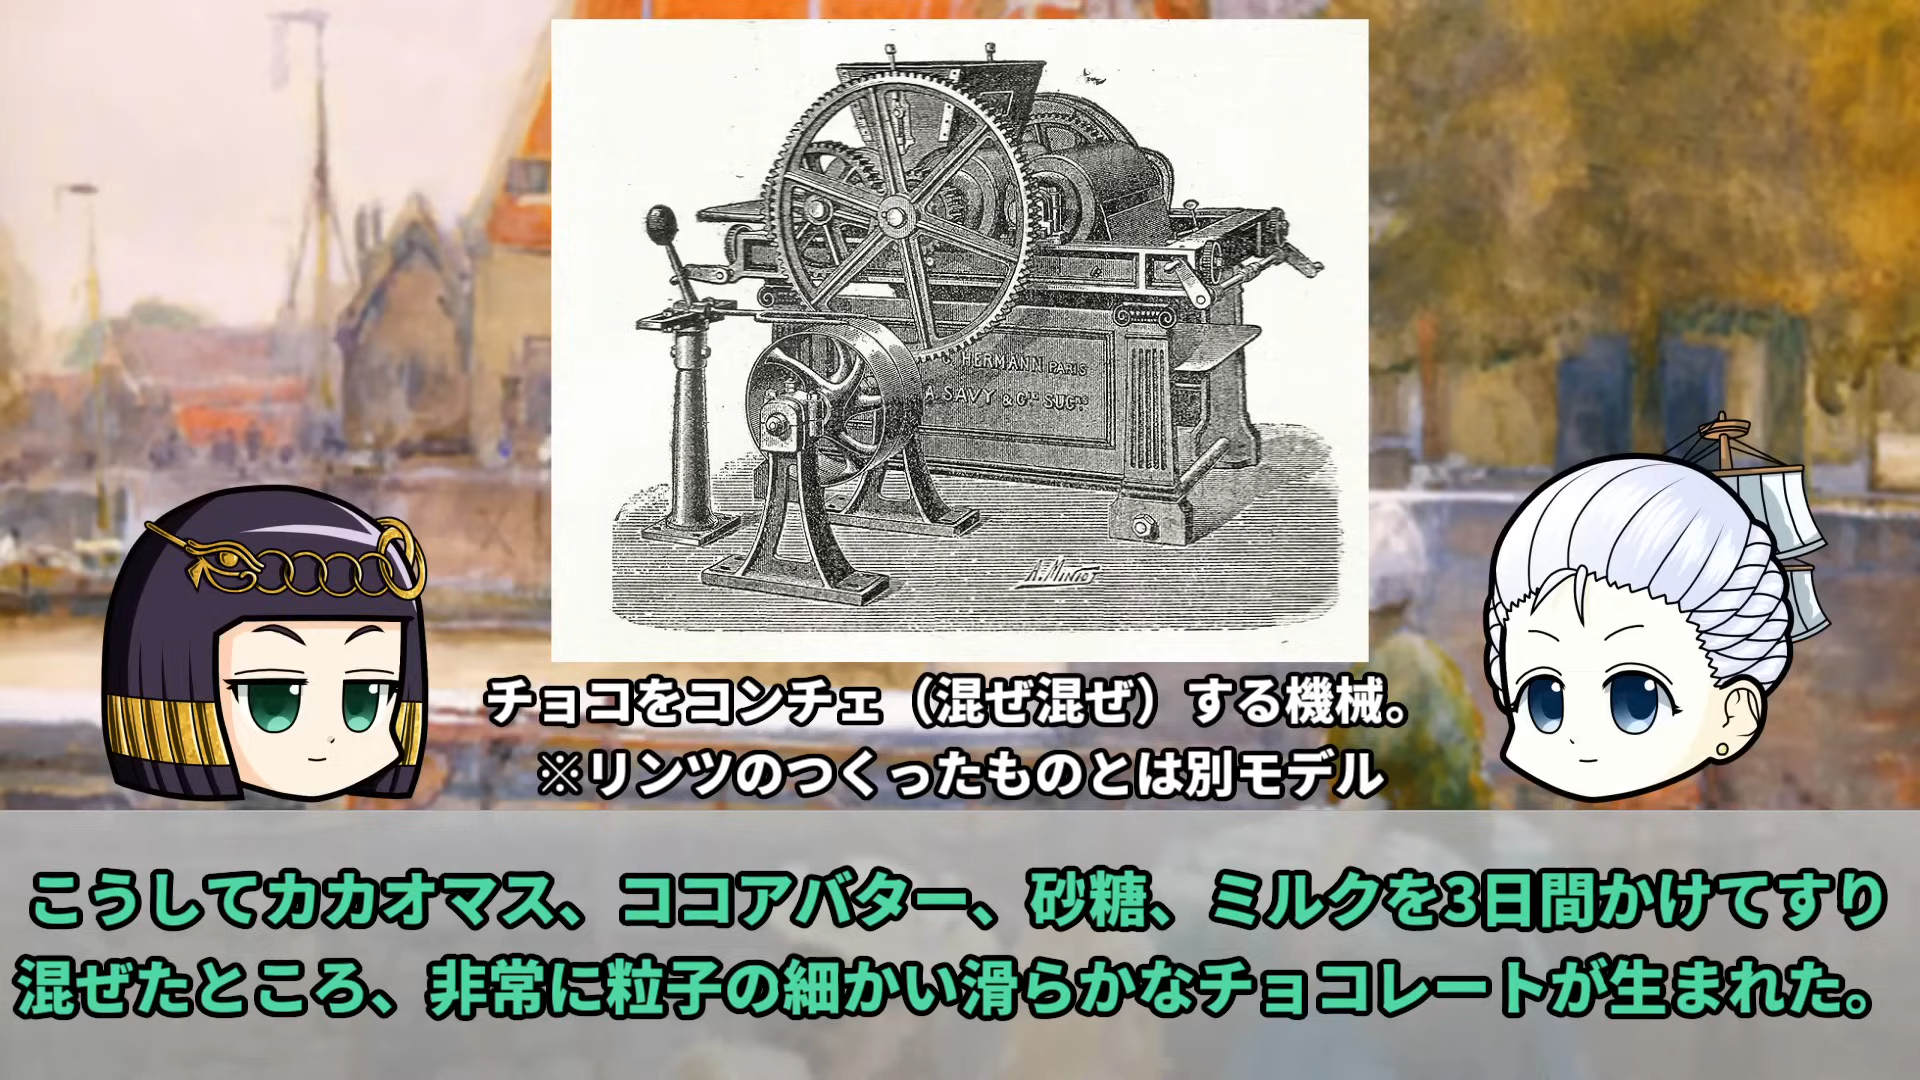 HERMANN PARIS
A. SAVY & Cie SUCrs
チョコをコンチェ（混ぜ混ぜ）する機械。
※リンツのつくったものとは別モデル
こうしてカカオマス、ココアバター、砂糖、ミルクを3日間かけてすり
混ぜたところ、非常に粒子の細かい滑らかなチョコレートが生まれた。